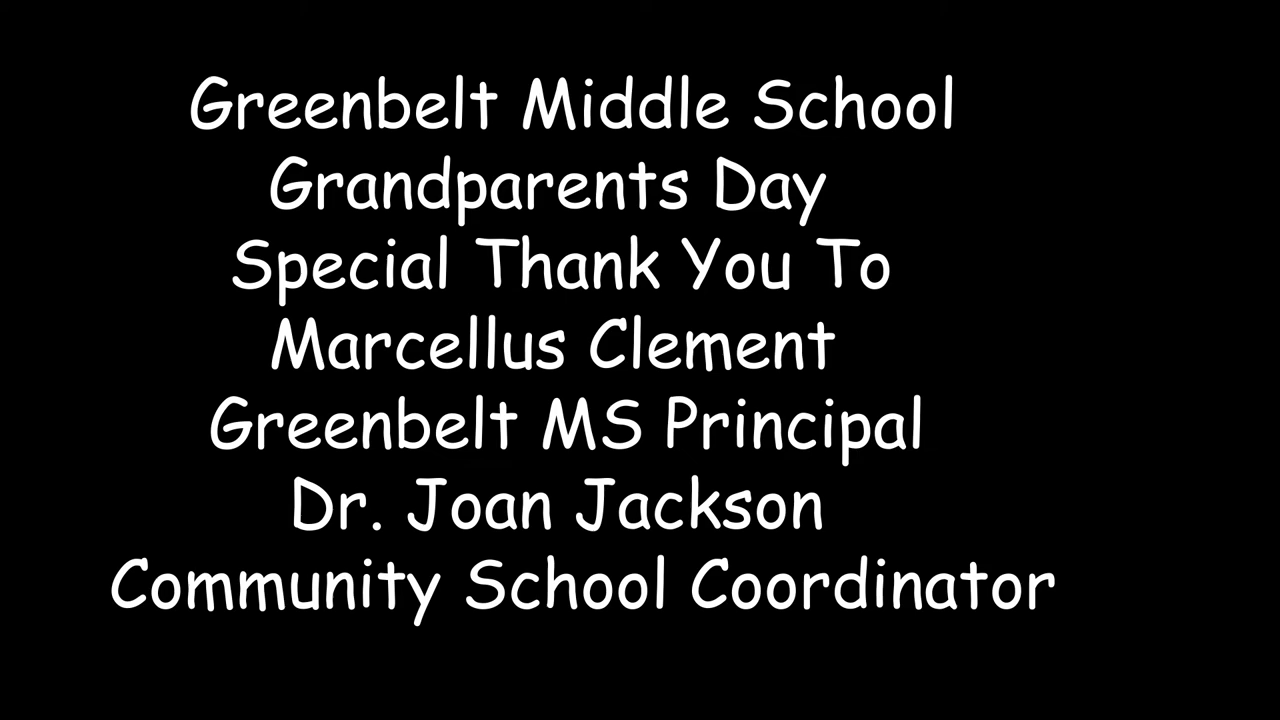 Greenbelt Middle School
Grandparents Day
Special Thank You To
Marcellus Clement
Greenbelt MS Principal
Dr. Joan Jackson
Community School Coordinator